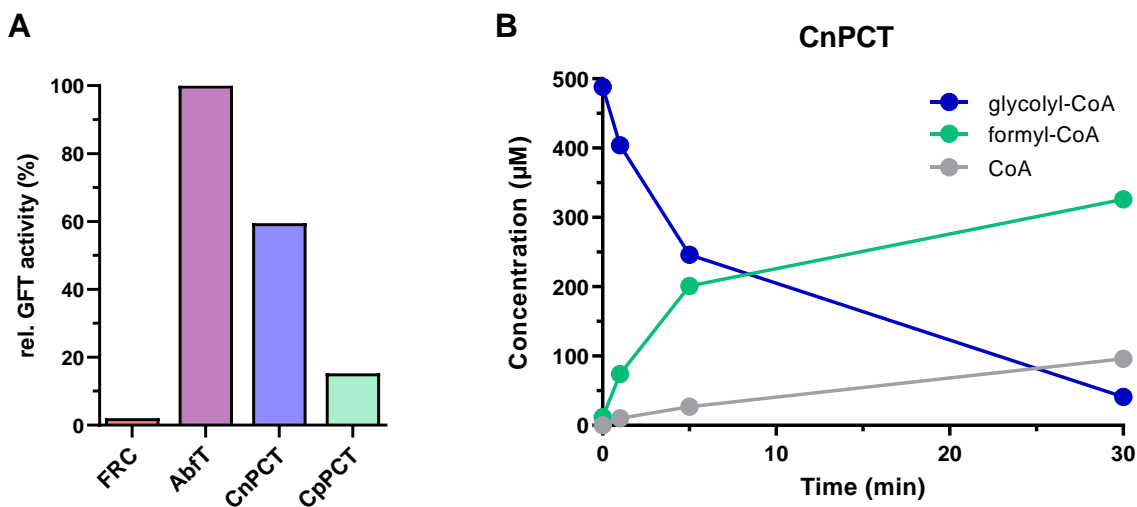 A
rel. GFT activity (%)
100
80
60
40
20
0
FRC
AbfT
CnPCT
CpPCT
B
CnPCT
Concentration (µM)
500
400
300
200
100
0
glycolyl-CoA
formyl-CoA
CoA
0
10
20
30
Time (min)